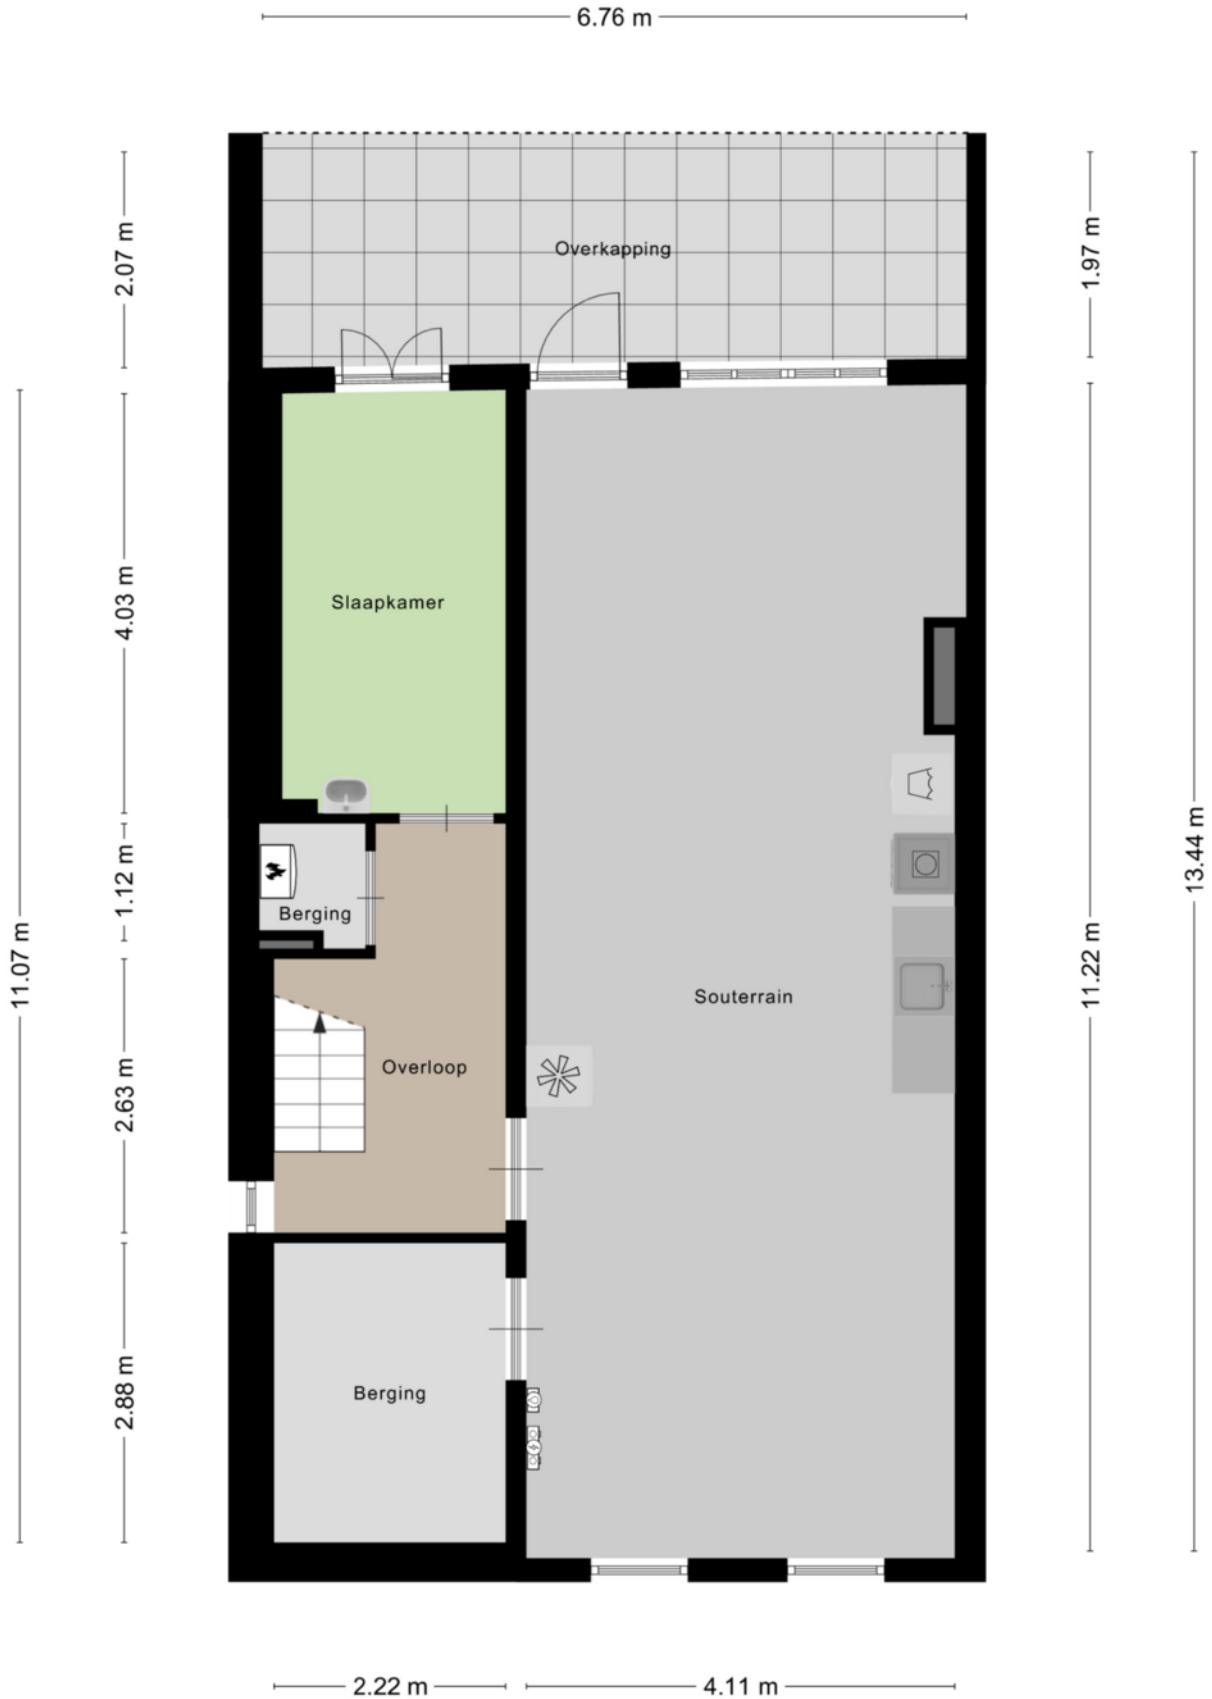 6.76 m
Overkapping
2.07 m
1.97 m
Slaapkamer
4.03 m
13.44 m
1.12 m
Berging
11.07 m
11.22 m
Souterrain
Overloop
2.63 m
Berging
2.88 m
2.22 m
4.11 m